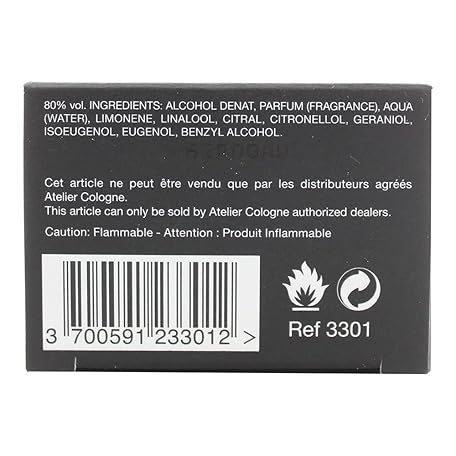 80% vol. INGREDIENTS: ALCOHOL DENAT, PARFUM (FRAGRANCE), AQUA
(WATER), LIMONENE, LINALOOL, CITRAL, CITRONELLOL, GERANIOL,
ISOEUGENOL, EUGENOL, BENZYL ALCOHOL.
Cet article ne peut être vendu que par les distributeurs agréés
Atelier Cologne.
This article can only be sold by Atelier Cologne authorized dealers.
Caution: Flammable - Attention : Produit Inflammable
3 700591 233012 >
Ref 3301